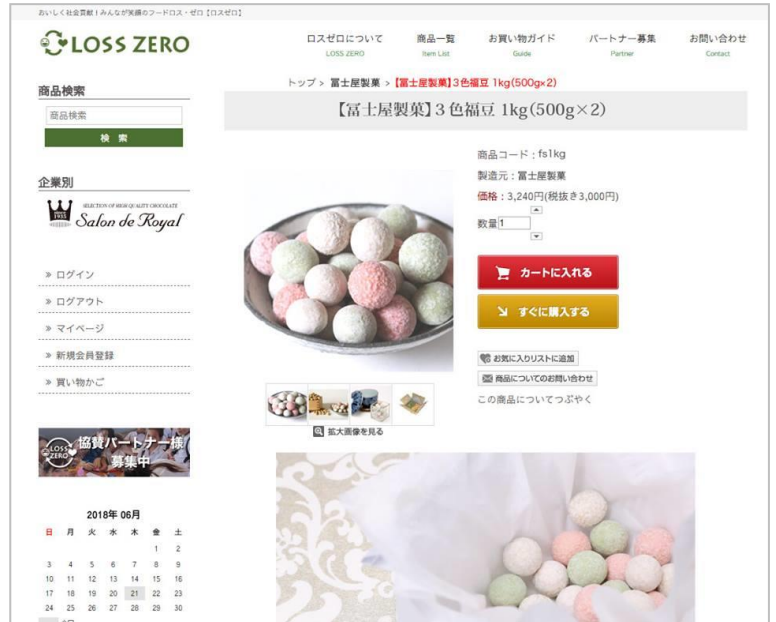 おいしく社会貢献！みんなが笑顔のフードロス・ゼロ【ロスゼロ】
LOSS ZERO
ロスゼロについて
LOSS ZERO
商品一覧
Item List
お買い物ガイド
Guide
パートナー募集
Partner
お問い合わせ
Contact
商品検索
商品検索
検 索
企業別
SELECTION OF HIGH QUALITY CHOCOLATE
Salon de Royal
» ログイン
» ログアウト
» マイページ
» 新規会員登録
» 買い物かご
LOSS ZERO
協賛パートナー様
募集中
2018年 06月
日 月 火 水 木 金 土
1 2
3 4 5 6 7 8 9
10 11 12 13 14 15 16
17 18 19 20 21 22 23
24 25 26 27 28 29 30
トップ > 冨士屋製菓 > 【冨士屋製菓】3色福豆 1kg(500g×2)
【冨士屋製菓】３色福豆 1kg(500g×2)
商品コード : fs1kg
製造元 : 冨士屋製菓
価格 : 3,240円(税抜き3,000円)
数量 1
カートに入れる
すぐに購入する
お気に入りリストに追加
商品についてのお問い合わせ
この商品についてつぶやく
拡大画像を見る